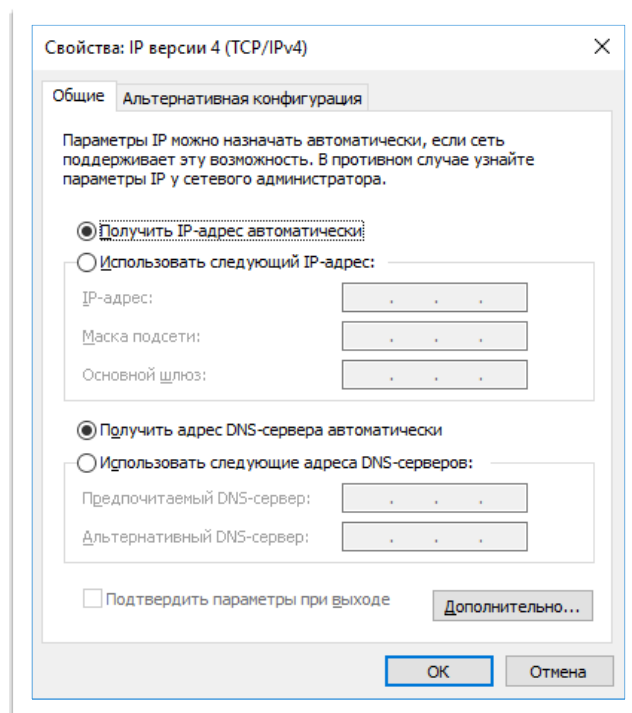 Свойства: IP версии 4 (TCP/IPv4)
Общие
Альтернативная конфигурация
Параметры IP можно назначать автоматически, если сеть
поддерживает эту возможность. В противном случае узнайте
параметры IP у сетевого администратора.
Получить IP-адрес автоматически
Использовать следующий IP-адрес:
IP-адрес:
Маска подсети:
Основной шлюз:
Получить адрес DNS-сервера автоматически
Использовать следующие адреса DNS-серверов:
Предпочитаемый DNS-сервер:
Альтернативный DNS-сервер:
Подтвердить параметры при выходе
Дополнительно...
ОК
Отмена